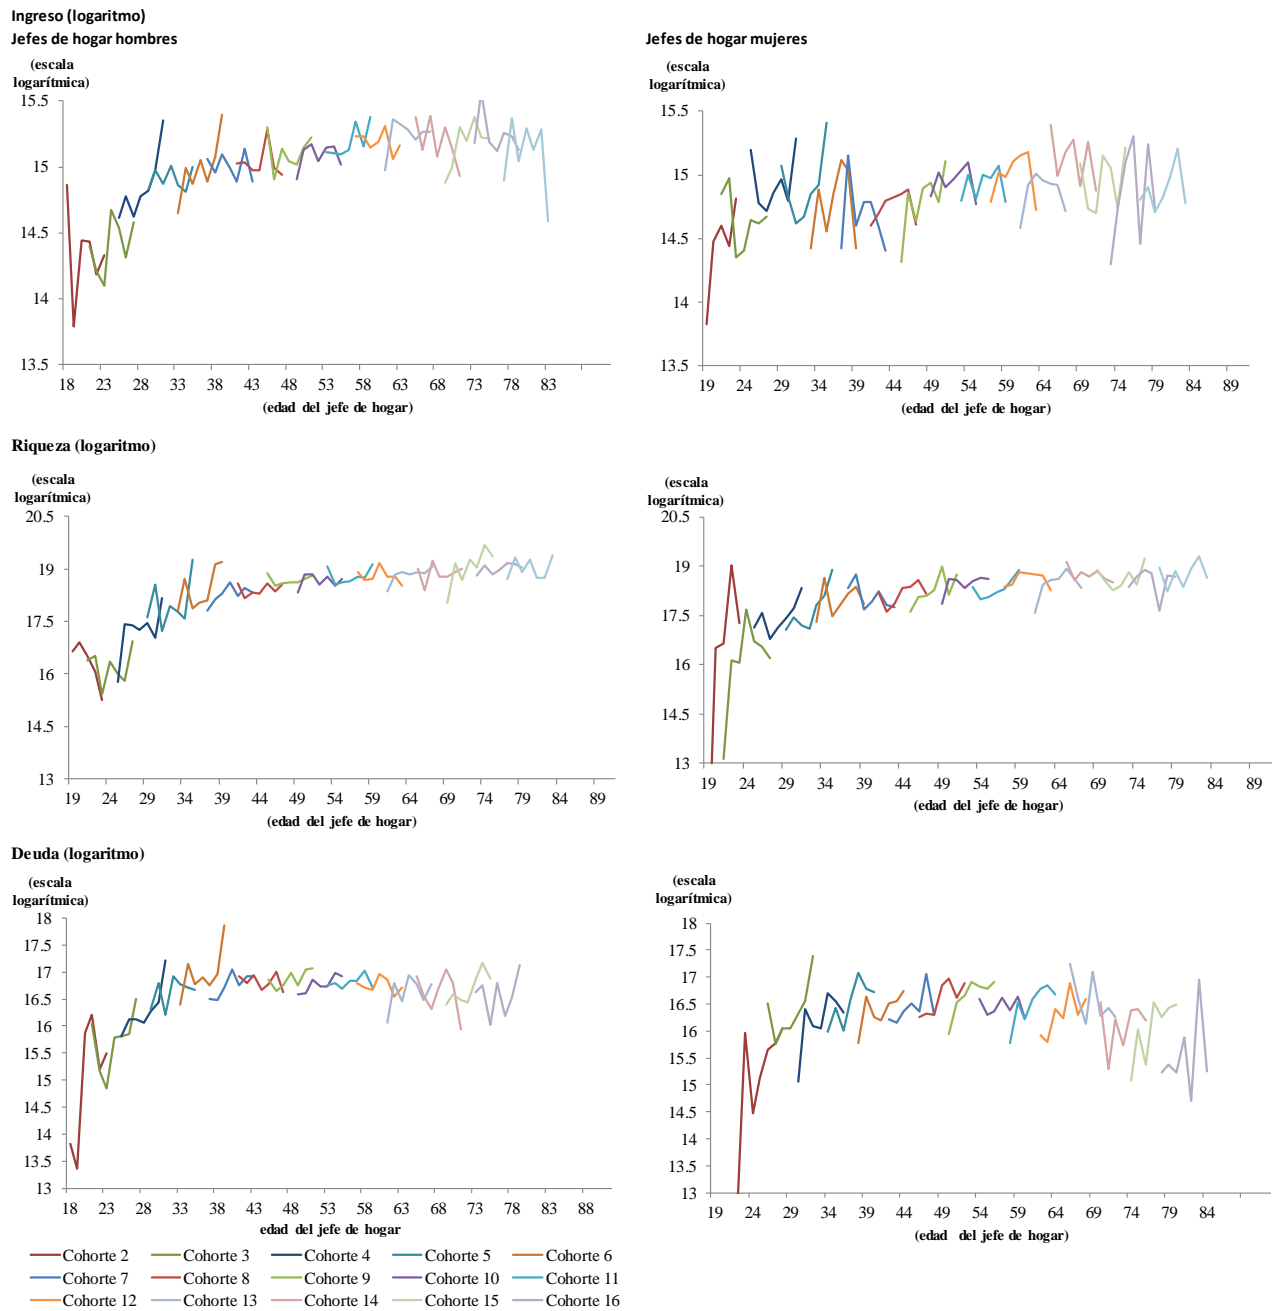 Ingreso (logaritmo)
Jefes de hogar hombres
Jefes de hogar mujeres
(escala
logarítmica)
15.5
15
14.5
14
13.5
18 23 28 33 38 43 48 53 58 63 68 73 78 83
(edad del jefe de hogar)
(escala
logarítmica)
15.5
15
14.5
14
13.5
19 24 29 34 39 44 49 54 59 64 69 74 79 84 89
(edad del jefe de hogar)
Riqueza (logaritmo)
(escala
logarítmica)
20.5
19
17.5
16
14.5
13
19 24 29 34 39 44 49 54 59 64 69 74 79 84 89
(edad del jefe de hogar)
(escala
logarítmica)
20.5
19
17.5
16
14.5
13
19 24 29 34 39 44 49 54 59 64 69 74 79 84 89
(edad del jefe de hogar)
Deuda (logaritmo)
(escala
logarítmica)
18
17.5
17
16.5
16
15.5
15
14.5
14
13.5
13
18 23 28 33 38 43 48 53 58 63 68 73 78 83 88
edad del jefe de hogar
(escala
logarítmica)
18
17.5
17
16.5
16
15.5
15
14.5
14
13.5
13
19 24 29 34 39 44 49 54 59 64 69 74 79 84
(edad del jefe de hogar)
Cohorte 2 Cohorte 3 Cohorte 4 Cohorte 5 Cohorte 6
Cohorte 7 Cohorte 8 Cohorte 9 Cohorte 10 Cohorte 11
Cohorte 12 Cohorte 13 Cohorte 14 Cohorte 15 Cohorte 16